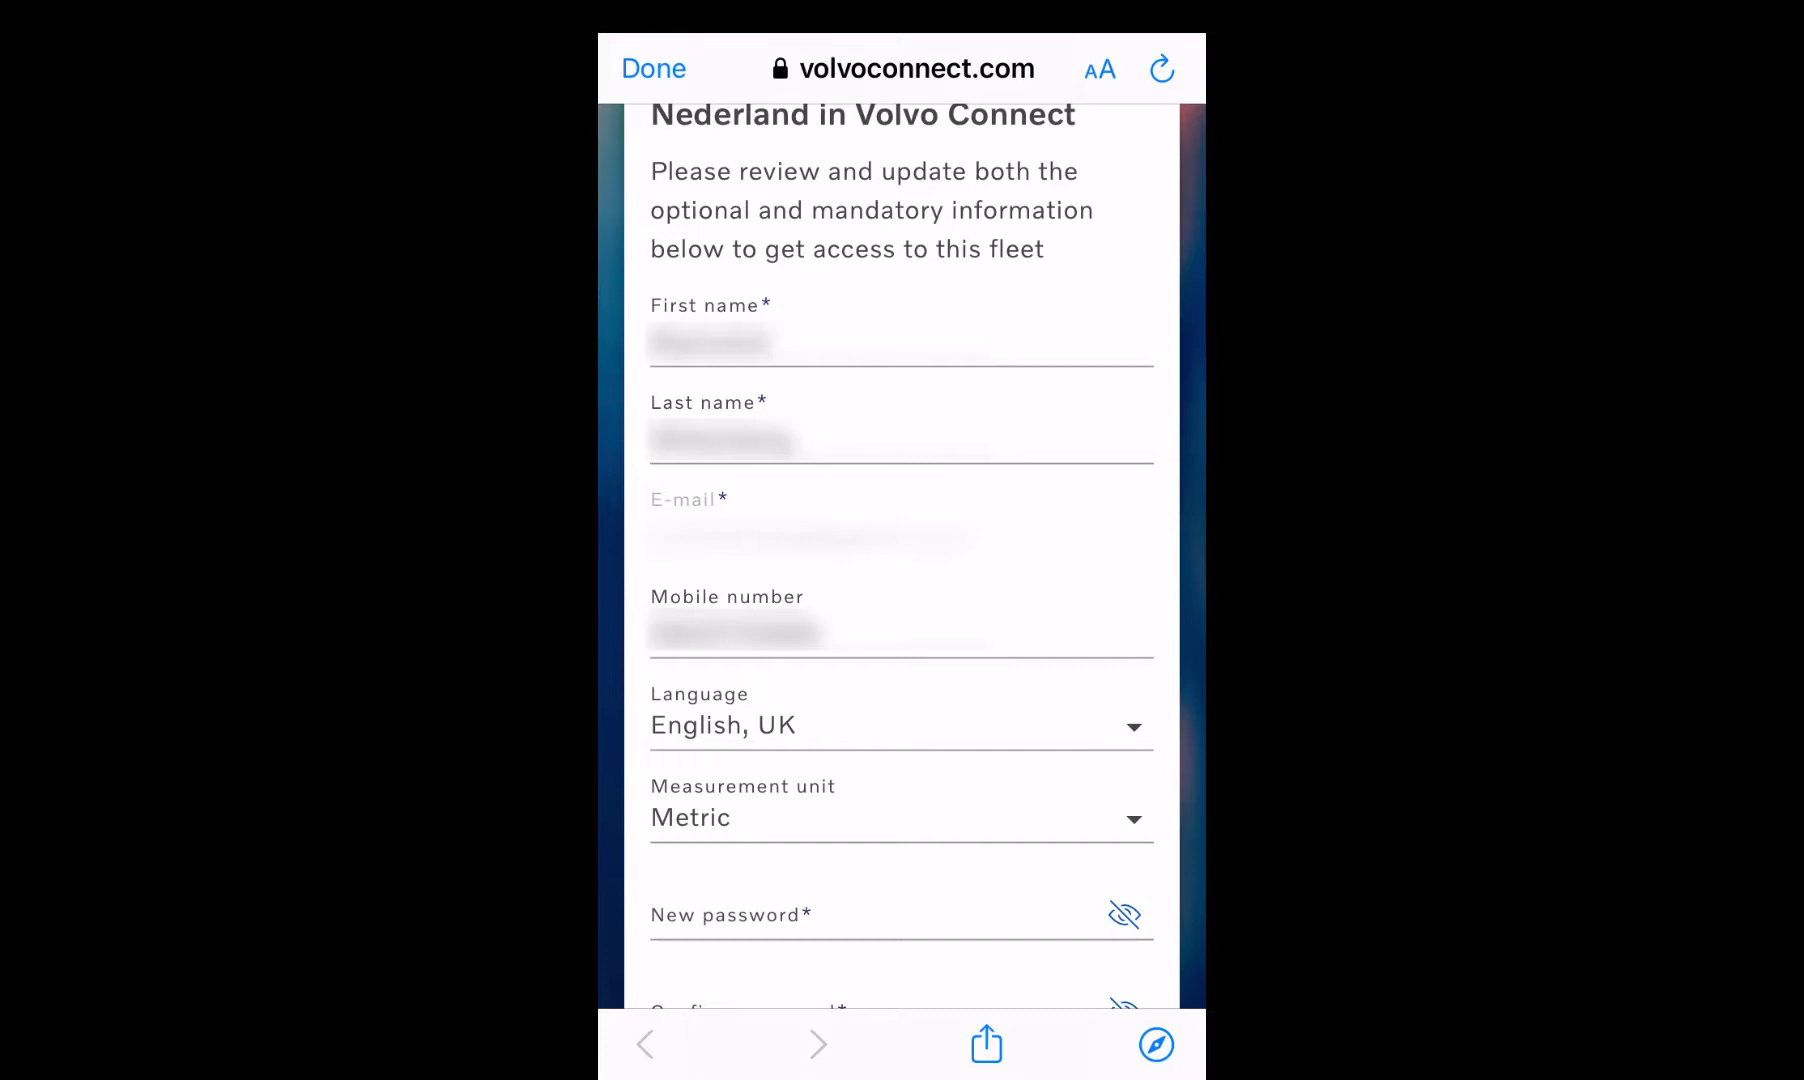 Done
volvoconnect.com
AA
Nederland in Volvo Connect
Please review and update both the
optional and mandatory information
below to get access to this fleet
First name*
Last name*
E-mail*
Mobile number
Language
English, UK
Measurement unit
Metric
New password*